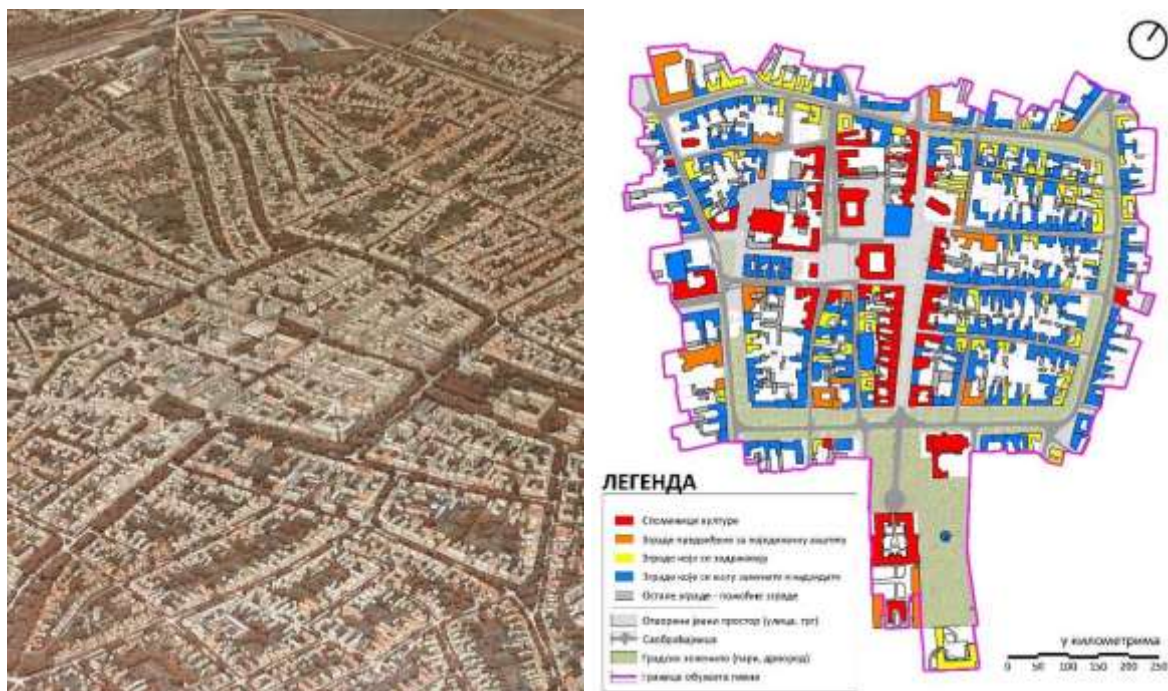 ЛЕГЕНДА
Споменици културе
Зграде предвиђене за појединачну заштиту
Зграде које се задржавају
Зграде које се могу заменити и надзидати
Остале зграде - помоћне зграде
Отворени јавни простор (улица, трг)
Саобраћајница
Градско зеленило (парк, дрворед)
Граница обухвата плана
у километрима
0 50 100 150 200 250